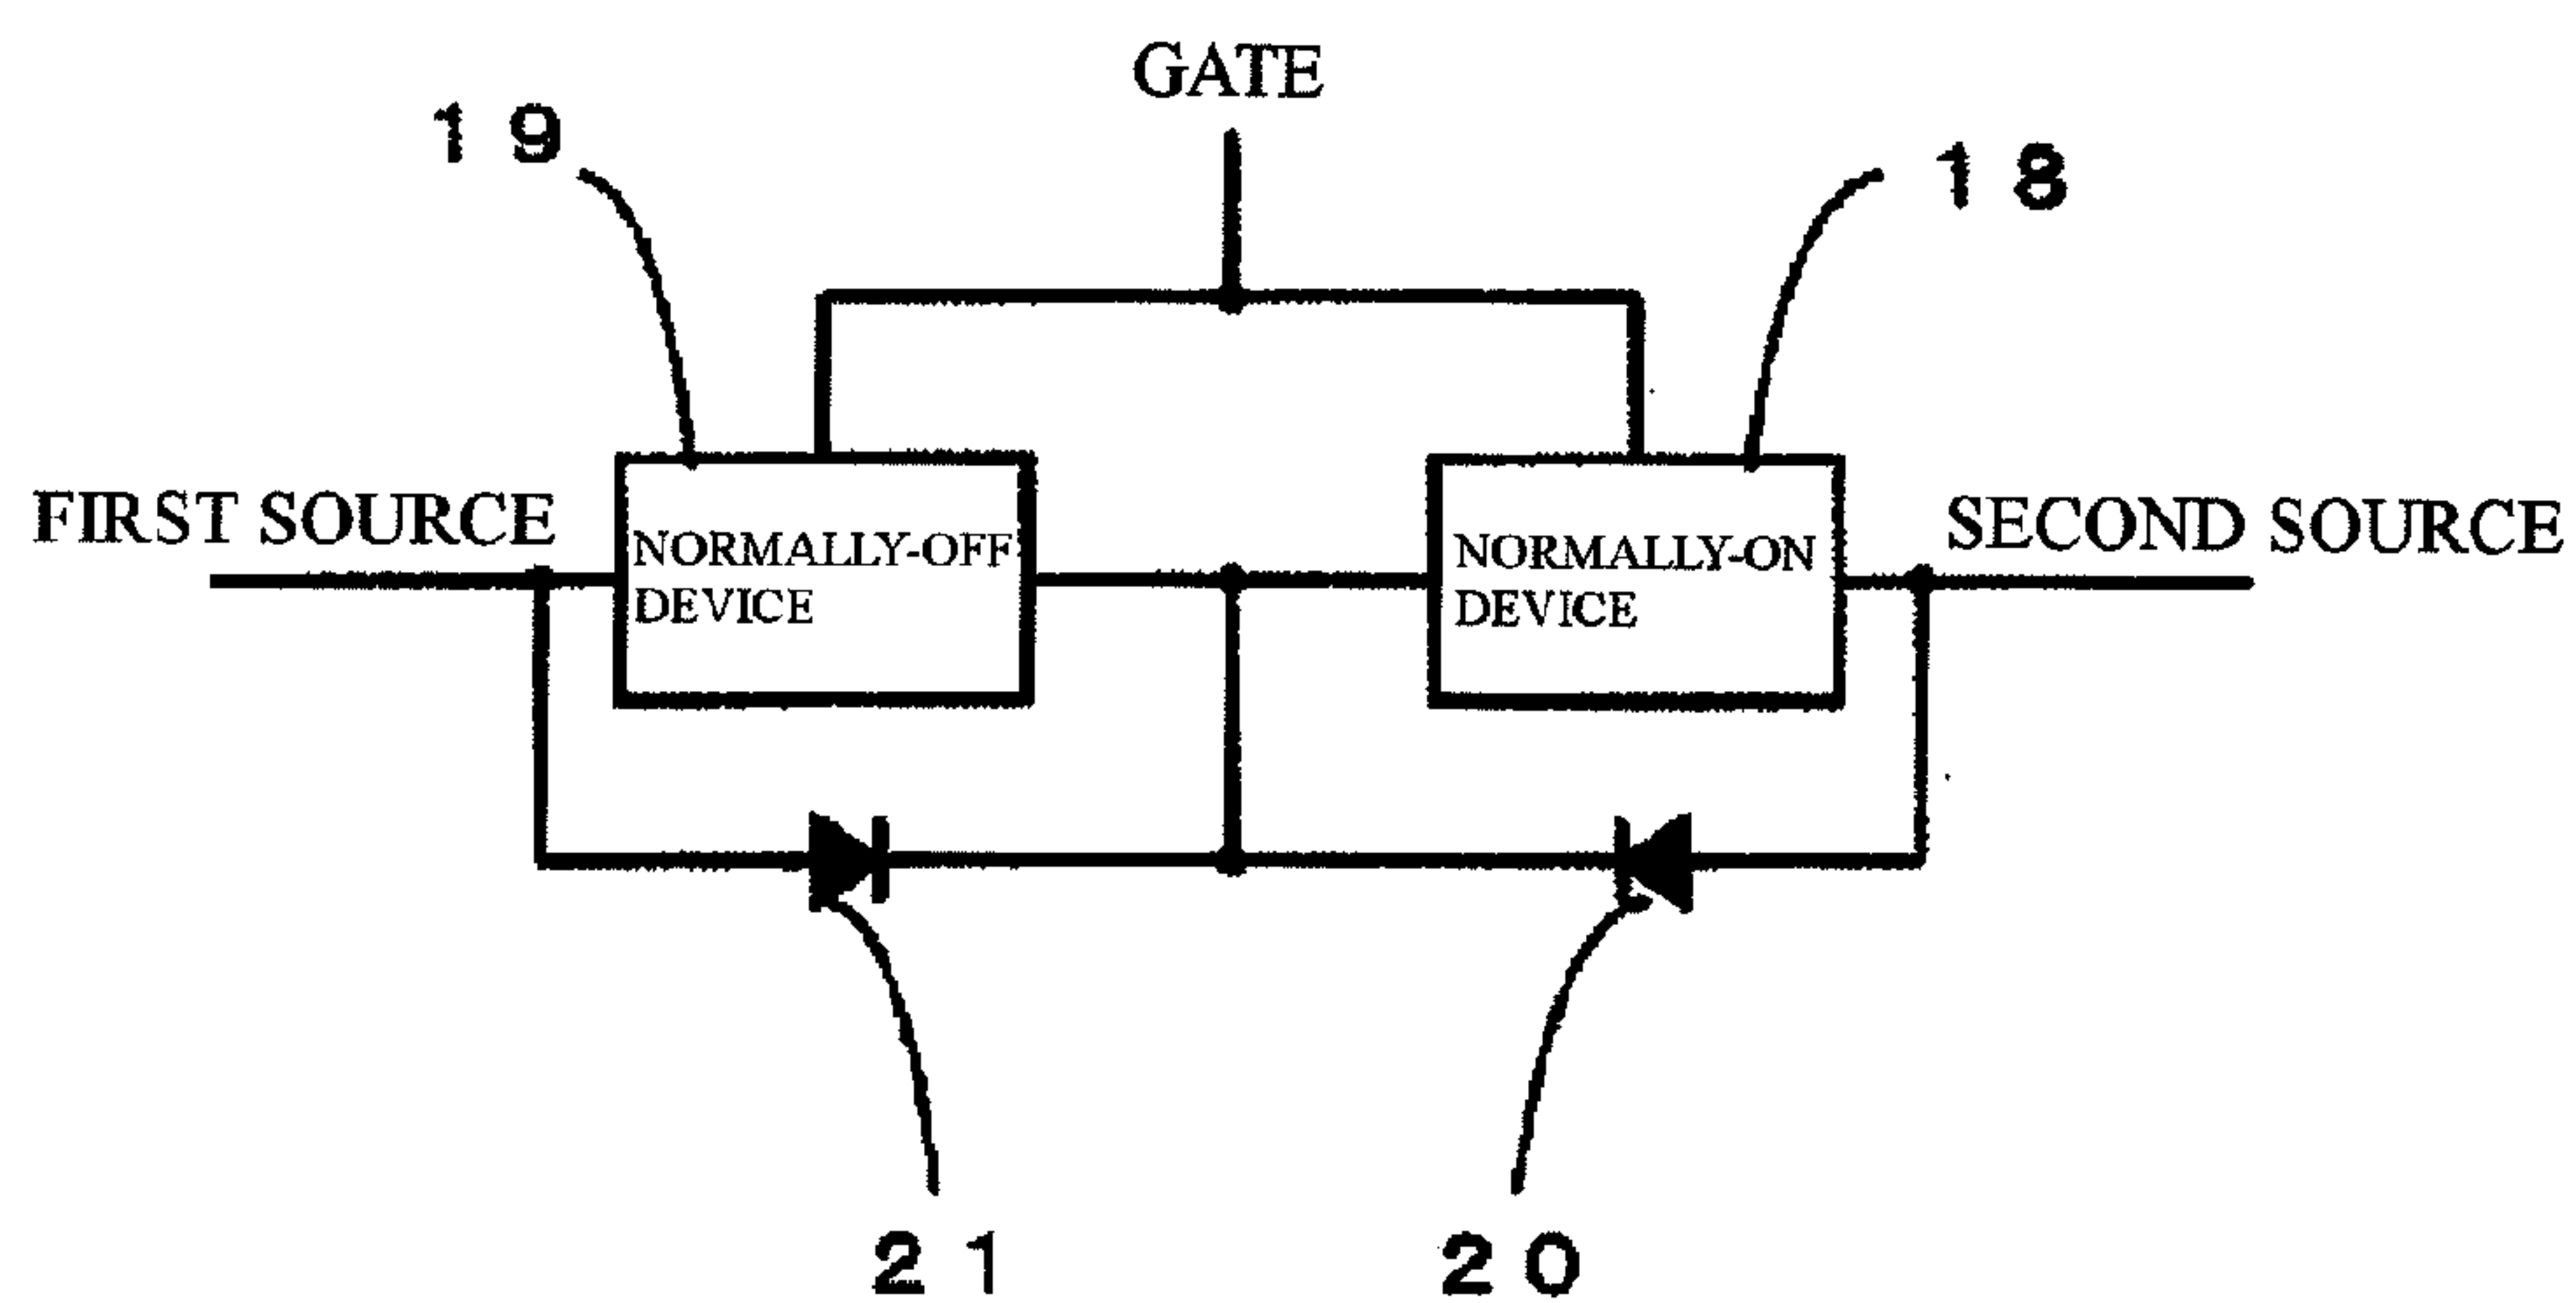 GATE
19
18
FIRST SOURCE
NORMALLY-OFF
DEVICE
NORMALLY-ON
DEVICE
SECOND SOURCE
21
20